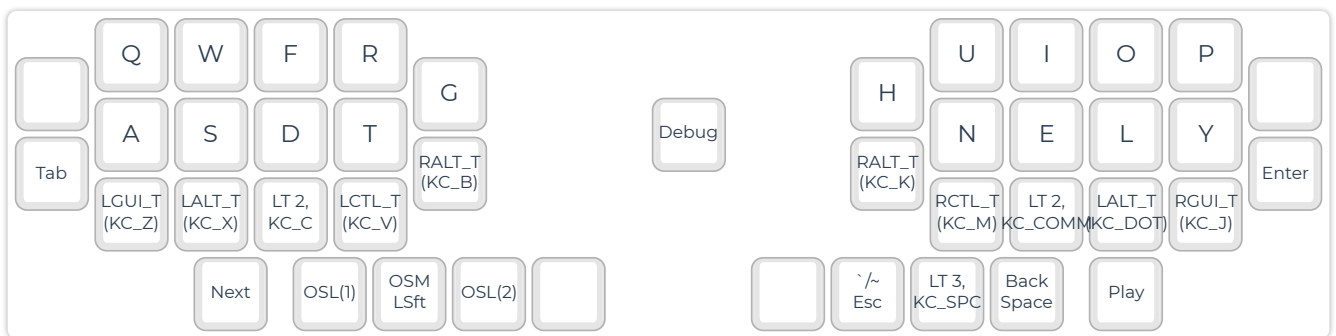 Q W F R
U I O P
G
H
A S D T
Debug
N E L Y
Tab
RALT_T
(KC_B)
RALT_T
(KC_K)
Enter
LGUI_T
(KC_Z)
LALT_T
(KC_X)
LT 2,
KC_C
LCTL_T
(KC_V)
RCTL_T
(KC_M)
LT 2,
KC_COMM)
LALT_T
(KC_DOT)
RGUI_T
(KC_J)
Next
OSL(1)
OSM
LSft
OSL(2)
`/~
Esc
LT 3,
KC_SPC
Back
Space
Play